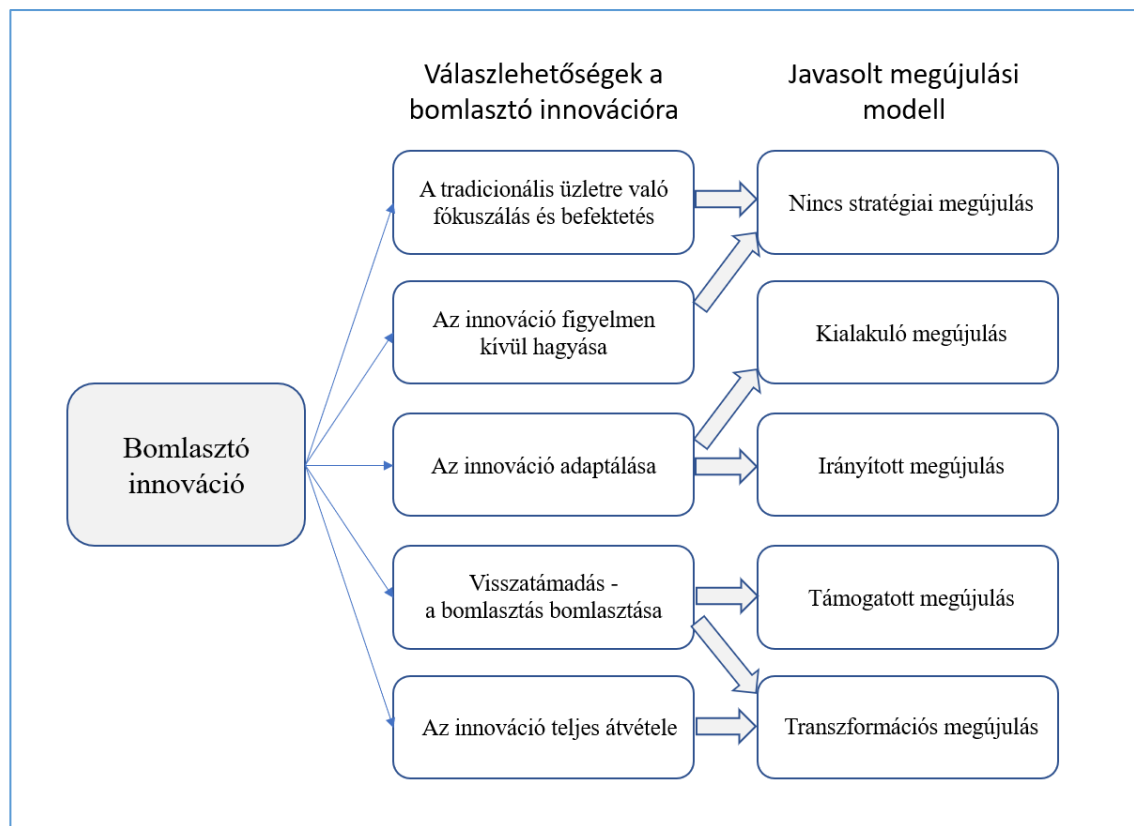 Válaszlehetőségek a
bomlasztó innovációra
Javasolt megújulási
modell
Bomlasztó
innováció
A tradicionális üzletre való
fókuszálás és befektetés
Az innováció figyelmen
kívül hagyása
Az innováció adaptálása
Visszatámadás -
a bomlasztás bomlasztása
Az innováció teljes átvétele
Nincs stratégiai megújulás
Kialakuló megújulás
Irányított megújulás
Támogatott megújulás
Transzformációs megújulás